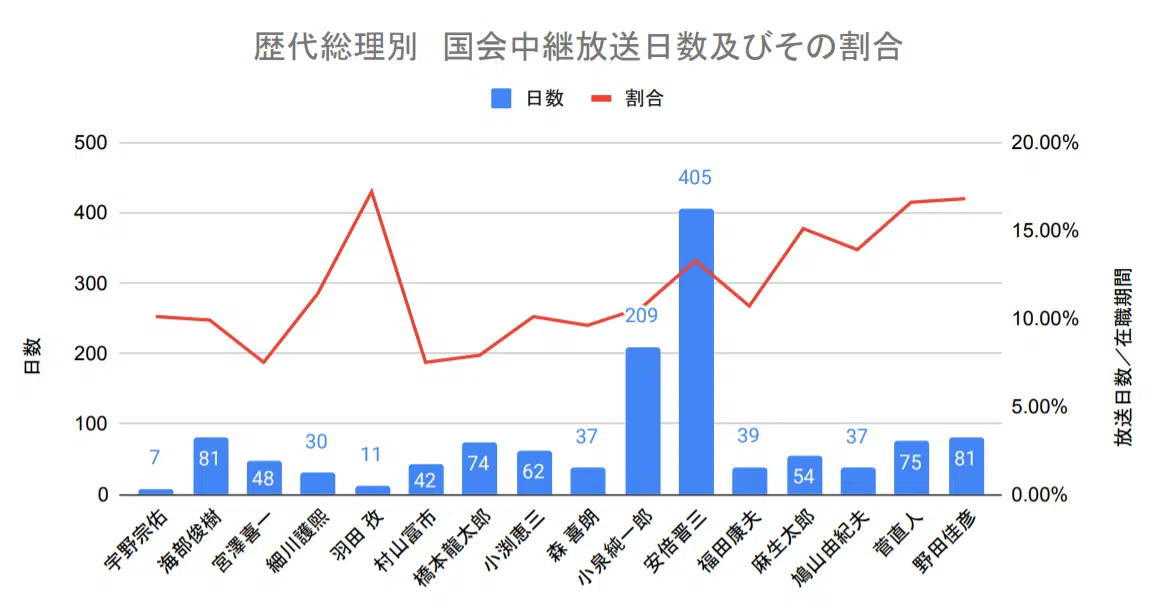 歴代総理別　国会中継放送日数及びその割合
日数 割合
500
400
300
200
100
0
日数
20.00%
15.00%
10.00%
5.00%
0.00%
放送日数／在職期間
7
81
48
30
11
42
74
62
37
209
405
39
54
37
75
81
宇野宗佑
海部俊樹
宮澤喜一
細川護熙
羽田 孜
村山富市
橋本龍太郎
小渕恵三
森 喜朗
小泉純一郎
安倍晋三
福田康夫
麻生太郎
鳩山由紀夫
菅直人
野田佳彦